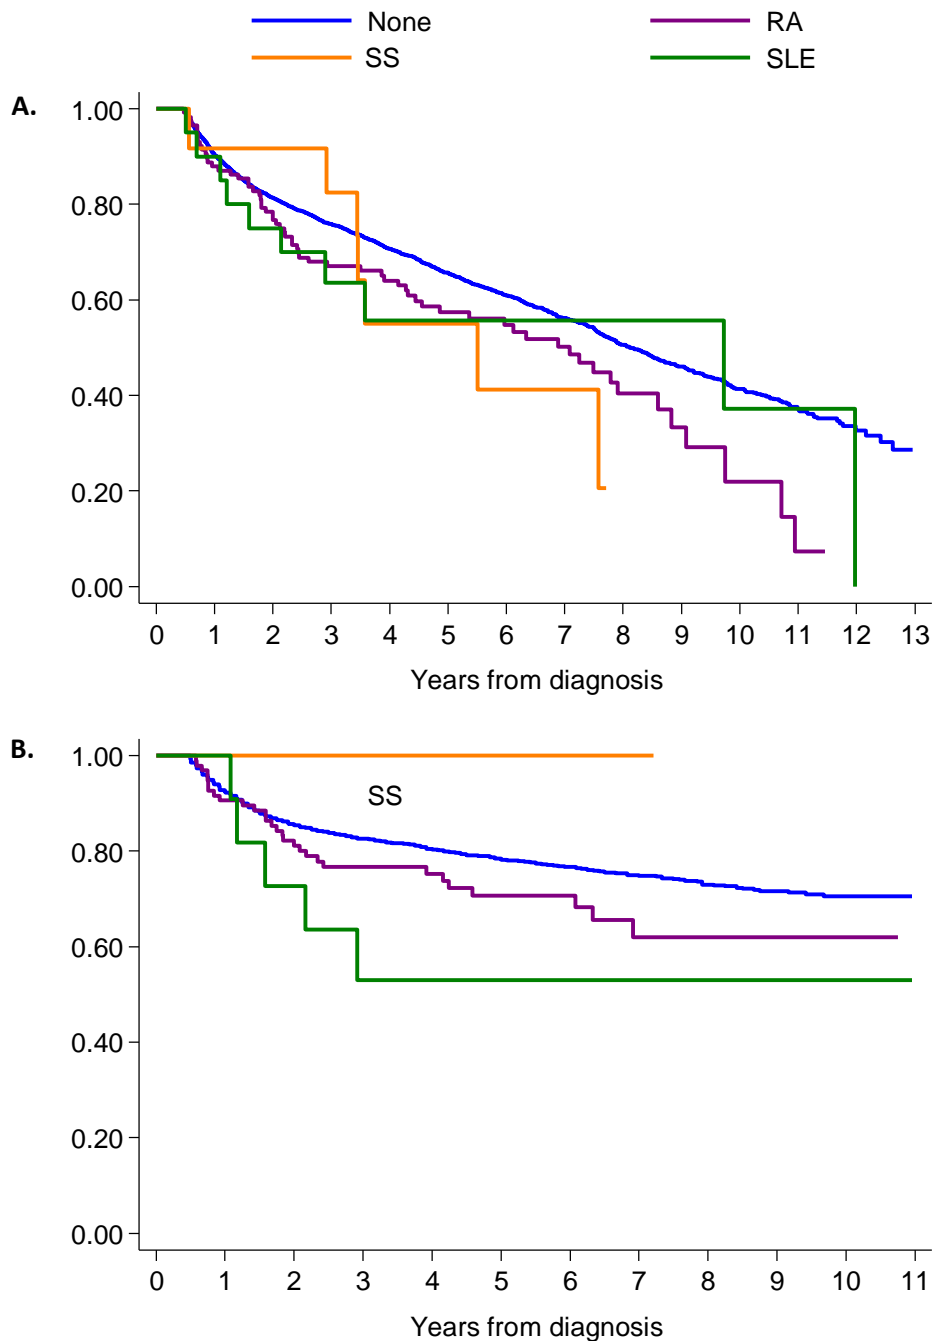 None RA
SS SLE
A.
1.00
0.80
0.60
0.40
0.20
0.00
0 1 2 3 4 5 6 7 8 9 10 11 12 13
Years from diagnosis
B.
1.00
SS
0.80
0.60
0.40
0.20
0.00
0 1 2 3 4 5 6 7 8 9 10 11
Years from diagnosis